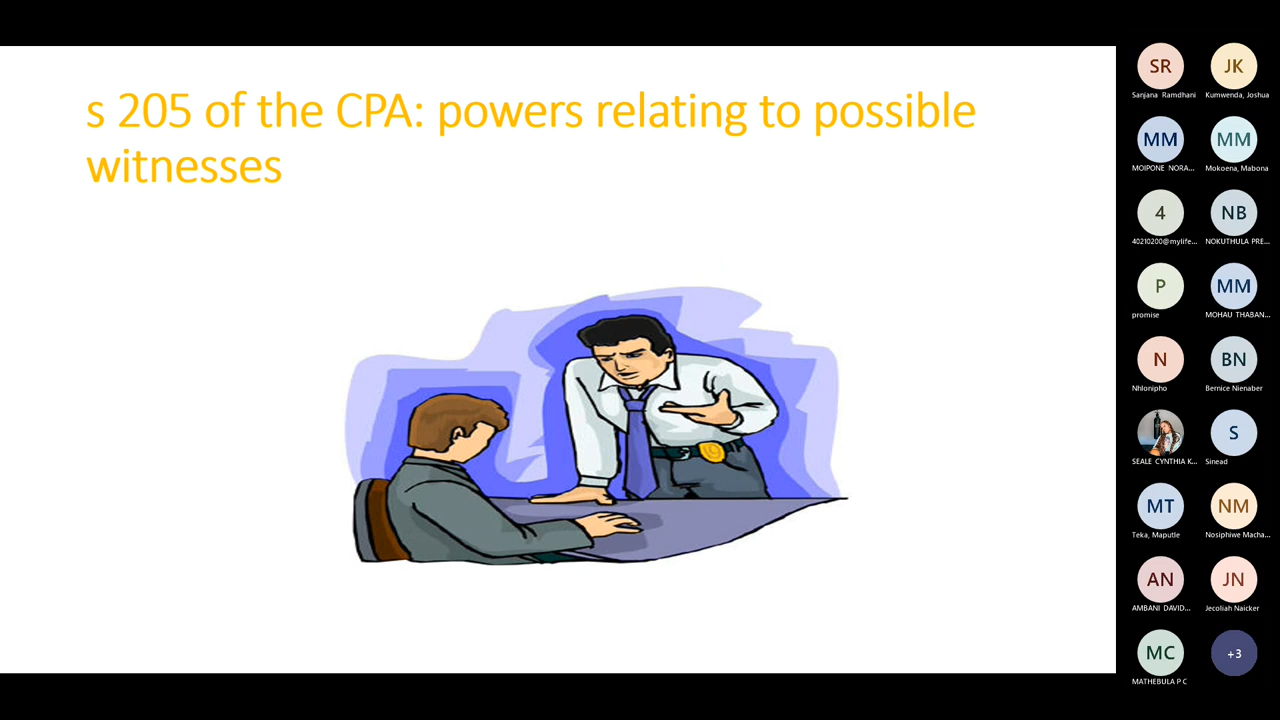 s 205 of the CPA: powers relating to possible
witnesses
SR
JK
Sanjana Ramdhani
Kumwenda, Joshua
MM
MM
MOIPONE NORA...
Mokoena, Mabona
4
NB
40210200@mylife...
NOKUTHULA PRE...
P
MM
promise
MOHAU THABAN...
N
BN
Nhlonipho
Bernice Nienaber
S
SEALE CYNTHIA K...
Sinead
MT
NM
Teka, Maputle
Nosiphiwe Macha...
AN
JN
AMBANI DAVID...
Jecoliah Naicker
MC
+3
MATHEBULA P C